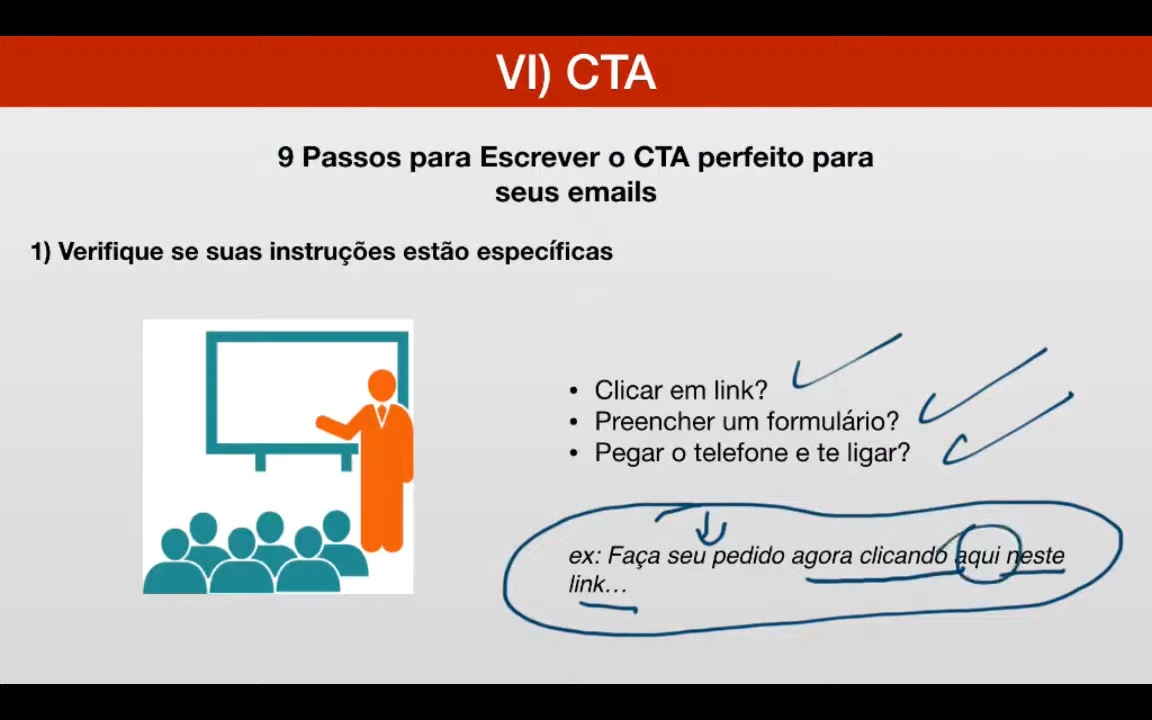 VI) CTA
9 Passos para Escrever o CTA perfeito para
seus emails
1) Verifique se suas instruções estão específicas
• Clicar em link?
• Preencher um formulário?
• Pegar o telefone e te ligar?
ex: Faça seu pedido agora clicando aqui neste
link...